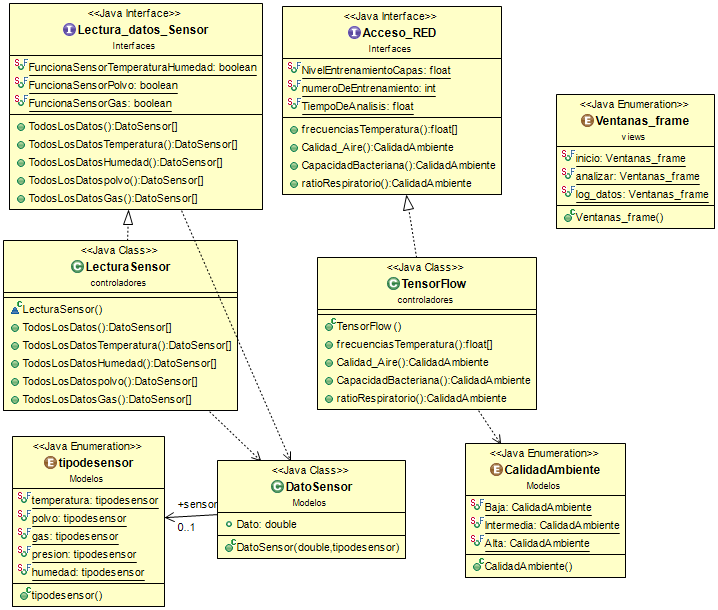 <<Java Interface>>
Lectura_datos_Sensor
Interfaces
FuncionaSensorTemperaturaHumedad: boolean
FuncionaSensorPolvo: boolean
FuncionaSensorGas: boolean
TodosLosDatos():DatoSensor[]
TodosLosDatosTemperatura():DatoSensor[]
TodosLosDatosHumedad():DatoSensor[]
TodosLosDatospolvo():DatoSensor[]
TodosLosDatosGas():DatoSensor[]
<<Java Interface>>
Acceso_RED
Interfaces
NivelEntrenamientoCapas: float
numeroDeEntrenamiento: int
TiempoDeAnalisis: float
frecuenciasTemperatura():float[]
Calidad_Aire():CalidadAmbiente
CapacidadBacteriana():CalidadAmbiente
ratioRespiratorio():CalidadAmbiente
<<Java Enumeration>>
Ventanas_frame
views
inicio: Ventanas_frame
analizar: Ventanas_frame
log_datos: Ventanas_frame
Ventanas_frame()
<<Java Class>>
LecturaSensor
controladores
LecturaSensor()
TodosLosDatos():DatoSensor[]
TodosLosDatosTemperatura():DatoSensor[]
TodosLosDatosHumedad():DatoSensor[]
TodosLosDatospolvo():DatoSensor[]
TodosLosDatosGas():DatoSensor[]
<<Java Class>>
TensorFlow
controladores
TensorFlow ()
frecuenciasTemperatura():float[]
Calidad_Aire():CalidadAmbiente
CapacidadBacteriana():CalidadAmbiente
ratioRespiratorio():CalidadAmbiente
<<Java Enumeration>>
tipodesensor
Modelos
temperatura: tipodesensor
polvo: tipodesensor
gas: tipodesensor
presion: tipodesensor
humedad: tipodesensor
tipodesensor()
+sensor
0..1
<<Java Class>>
DatoSensor
Modelos
Dato: double
DatoSensor(double,tipodesensor)
<<Java Enumeration>>
CalidadAmbiente
Modelos
Baja: CalidadAmbiente
Intermedia: CalidadAmbiente
Alta: CalidadAmbiente
CalidadAmbiente()